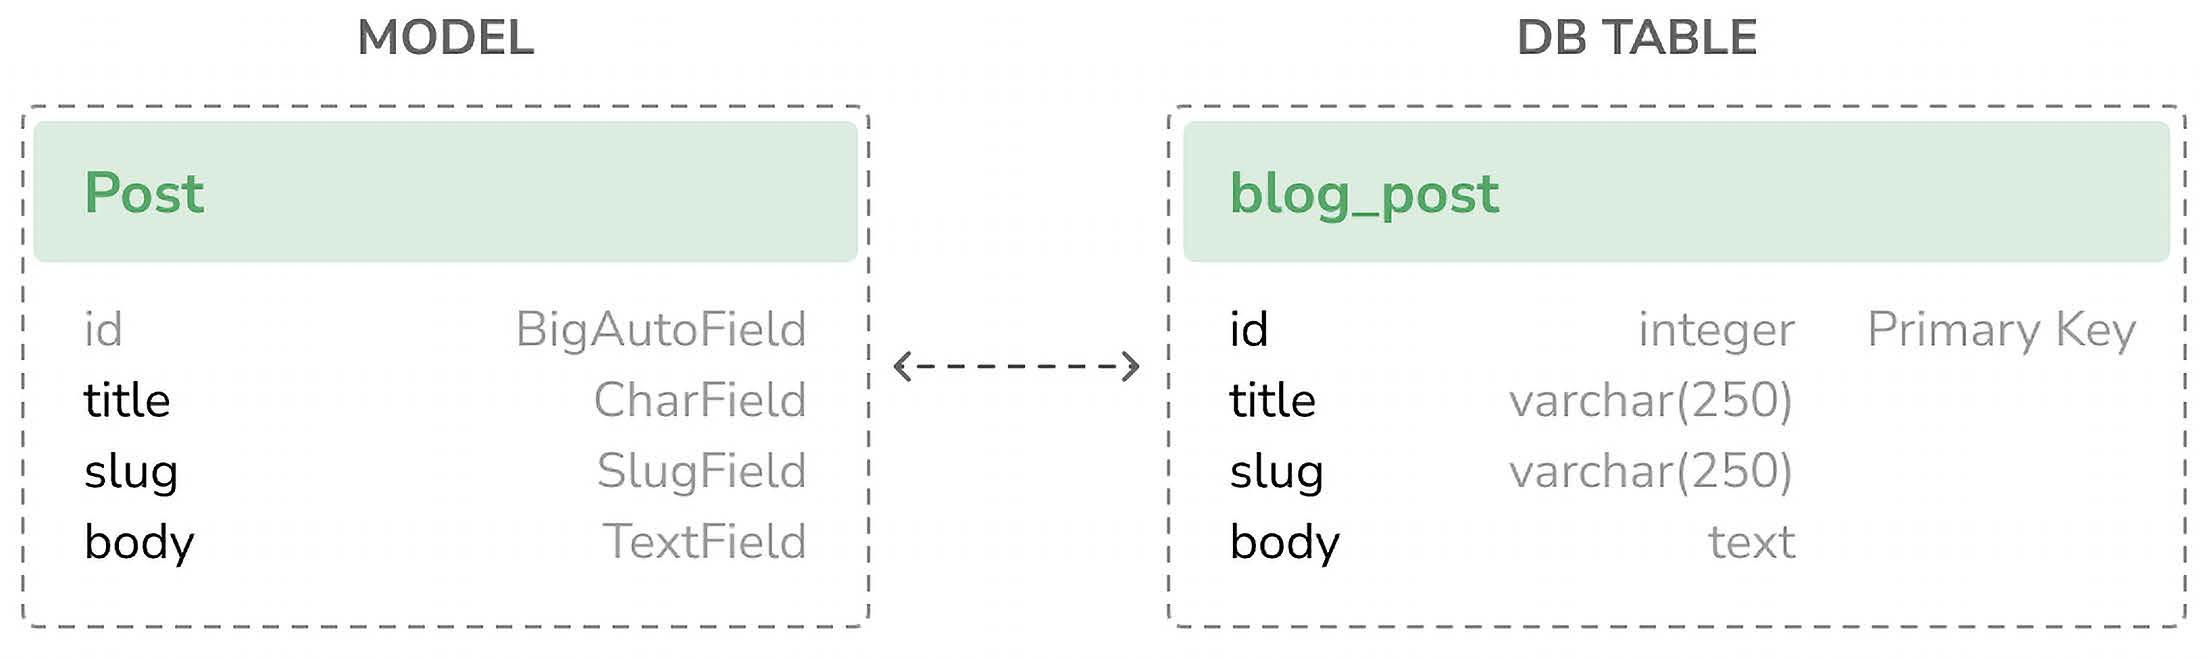 MODEL
Post
id BigAutoField
title CharField
slug SlugField
body TextField
DB TABLE
blog_post
id integer Primary Key
title varchar(250)
slug varchar(250)
body text